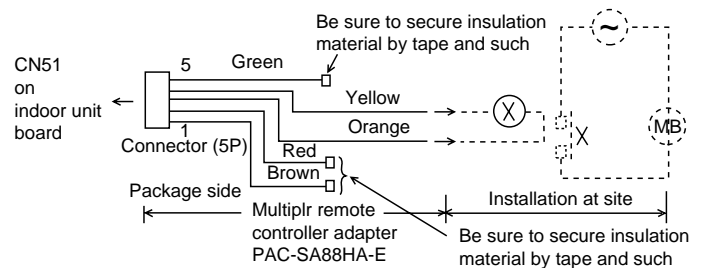 Be sure to secure insulation
material by tape and such
CN51
on
indoor unit
board
5
Green
Yellow
X
Orange
X
MB
1
Connector (5P)
Red
Brown
Package side
Installation at site
Multiplr remote
controller adapter
PAC-SA88HA-E
Be sure to secure insulation
material by tape and such